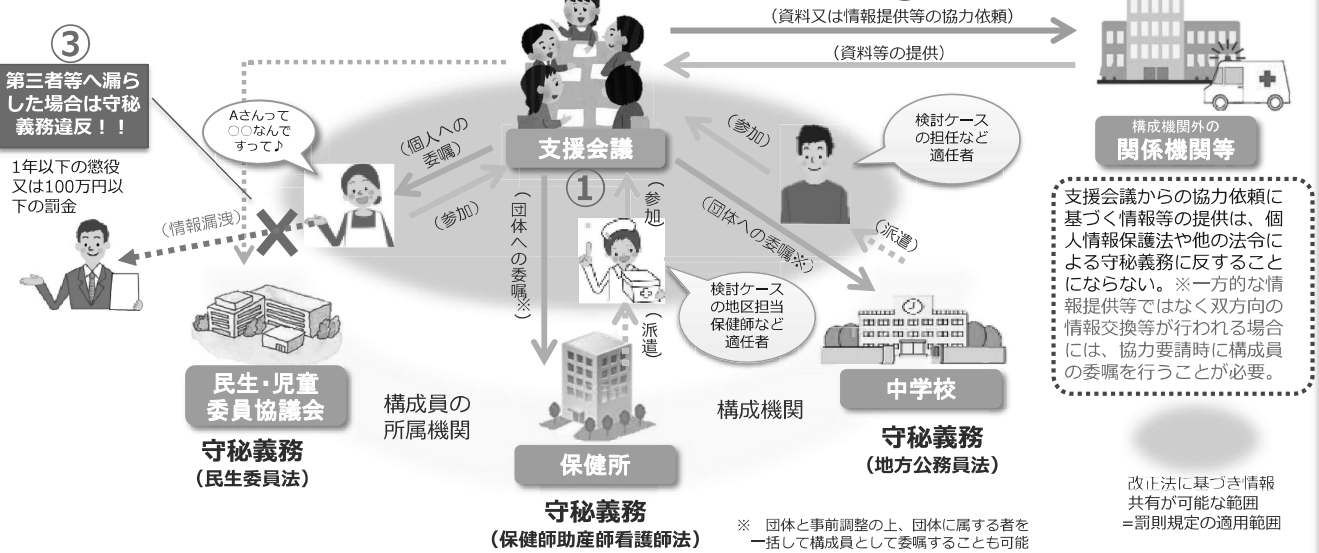 (資料又は情報提供等の協力依頼)
(資料等の提供)
③
第三者等へ漏ら
した場合は守秘
義務違反！！
1年以下の懲役
又は100万円以
下の罰金
(情報漏洩)
Aさんって
○○なんで
すって♪
(個人への
委嘱)
(参加)
支援会議
①
(団体への委嘱※)
(参加)
(派遣)
検討ケース
の地区担当
保健師など
適任者
(参加)
検討ケース
の担任など
適任者
(団体への委嘱※)
(派遣)
構成機関外の
関係機関等
支援会議からの協力依頼に
基づく情報等の提供は、個
人情報保護法や他の法令に
よる守秘義務に反すること
にならない。※一方的な情
報提供等ではなく双方向の
情報交換等が行われる場合
には、協力要請時に構成員
の委嘱を行うことが必要。
民生・児童
委員協議会
守秘義務
(民生委員法)
構成員の
所属機関
保健所
守秘義務
(保健師助産師看護師法)
構成機関
中学校
守秘義務
(地方公務員法)
※　団体と事前調整の上、団体に属する者を
一括して構成員として委嘱することも可能
改正法に基づき情報
共有が可能な範囲
=罰則規定の適用範囲